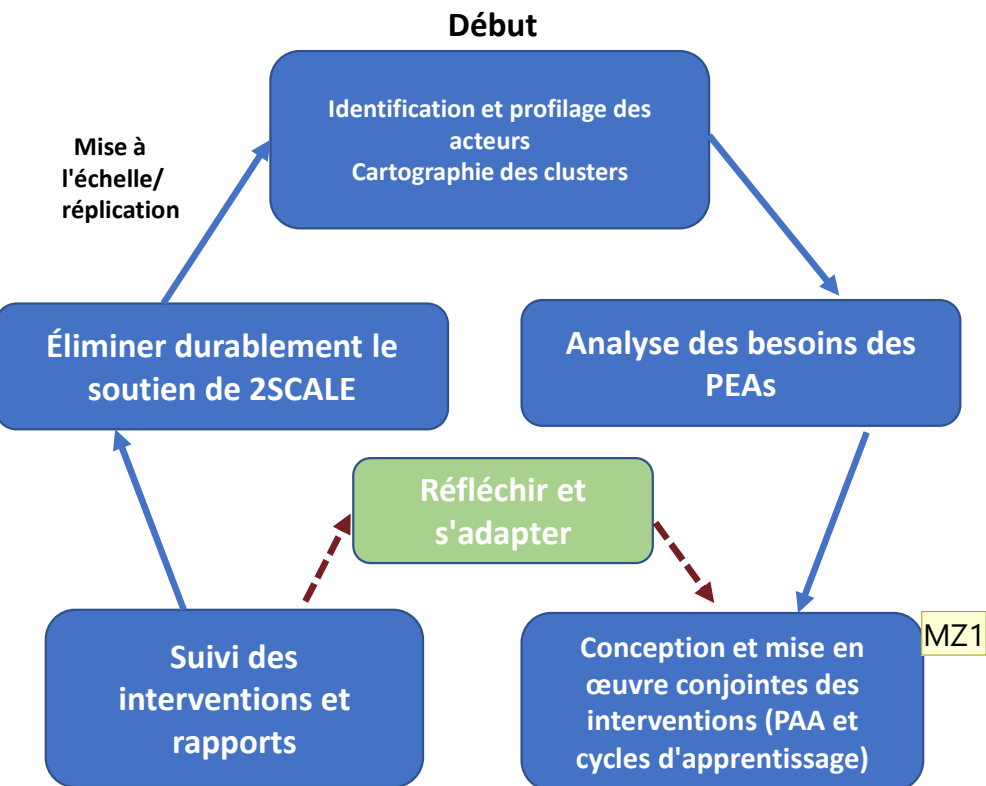 Début
Identification et profilage des
acteurs
Cartographie des clusters
Mise à
l'échelle/
réplication
Éliminer durablement le
soutien de 2SCALE
Analyse des besoins des
PEAs
Réfléchir et
s'adapter
Suivi des
interventions et
rapports
Conception et mise en
œuvre conjointes des
interventions (PAA et
cycles d'apprentissage)
MZ1